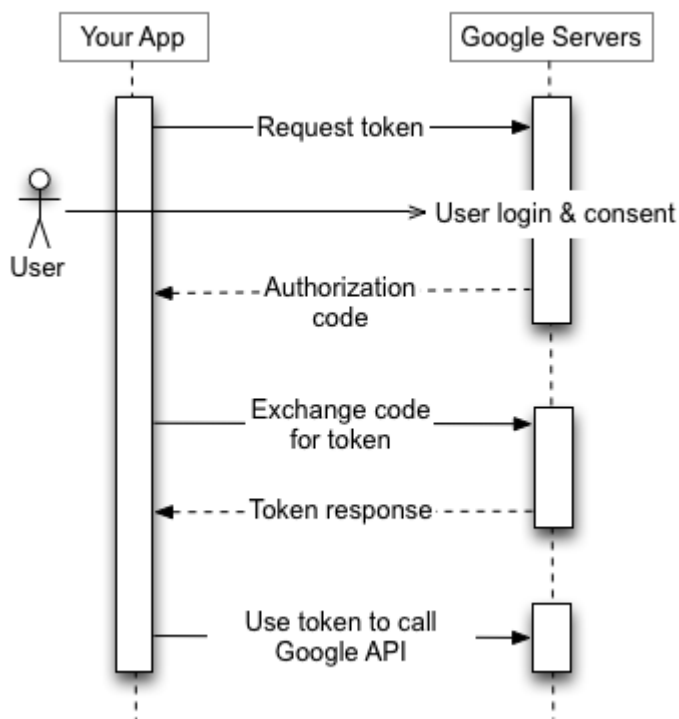 Your App
Google Servers
Request token
User login & consent
User
Authorization
code
Exchange code
for token
Token response
Use token to call
Google API